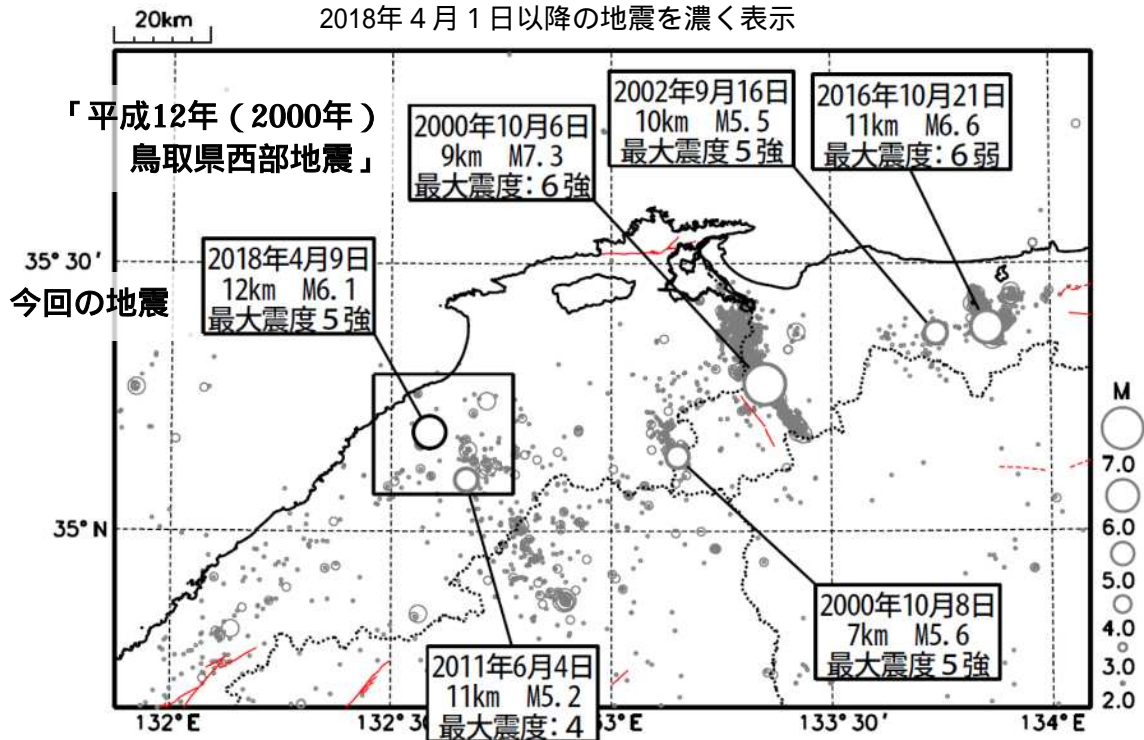 2018年4月1日以降の地震を濃く表示
20km
「平成12年(2000年)
鳥取県西部地震」
2000年10月6日
9km M7.3
最大震度:6強
2002年9月16日
10km M5.5
最大震度5強
2016年10月21日
11km M6.6
最大震度:6弱
35°30′
今回の地震
2018年4月9日
12km M6.1
最大震度5強
35°N
2011年6月4日
11km M5.2
最大震度:4
2000年10月8日
7km M5.6
最大震度5強
M
7.0
6.0
5.0
4.0
3.0
2.0
132°E
132°30
3°E
133°30′
134°E